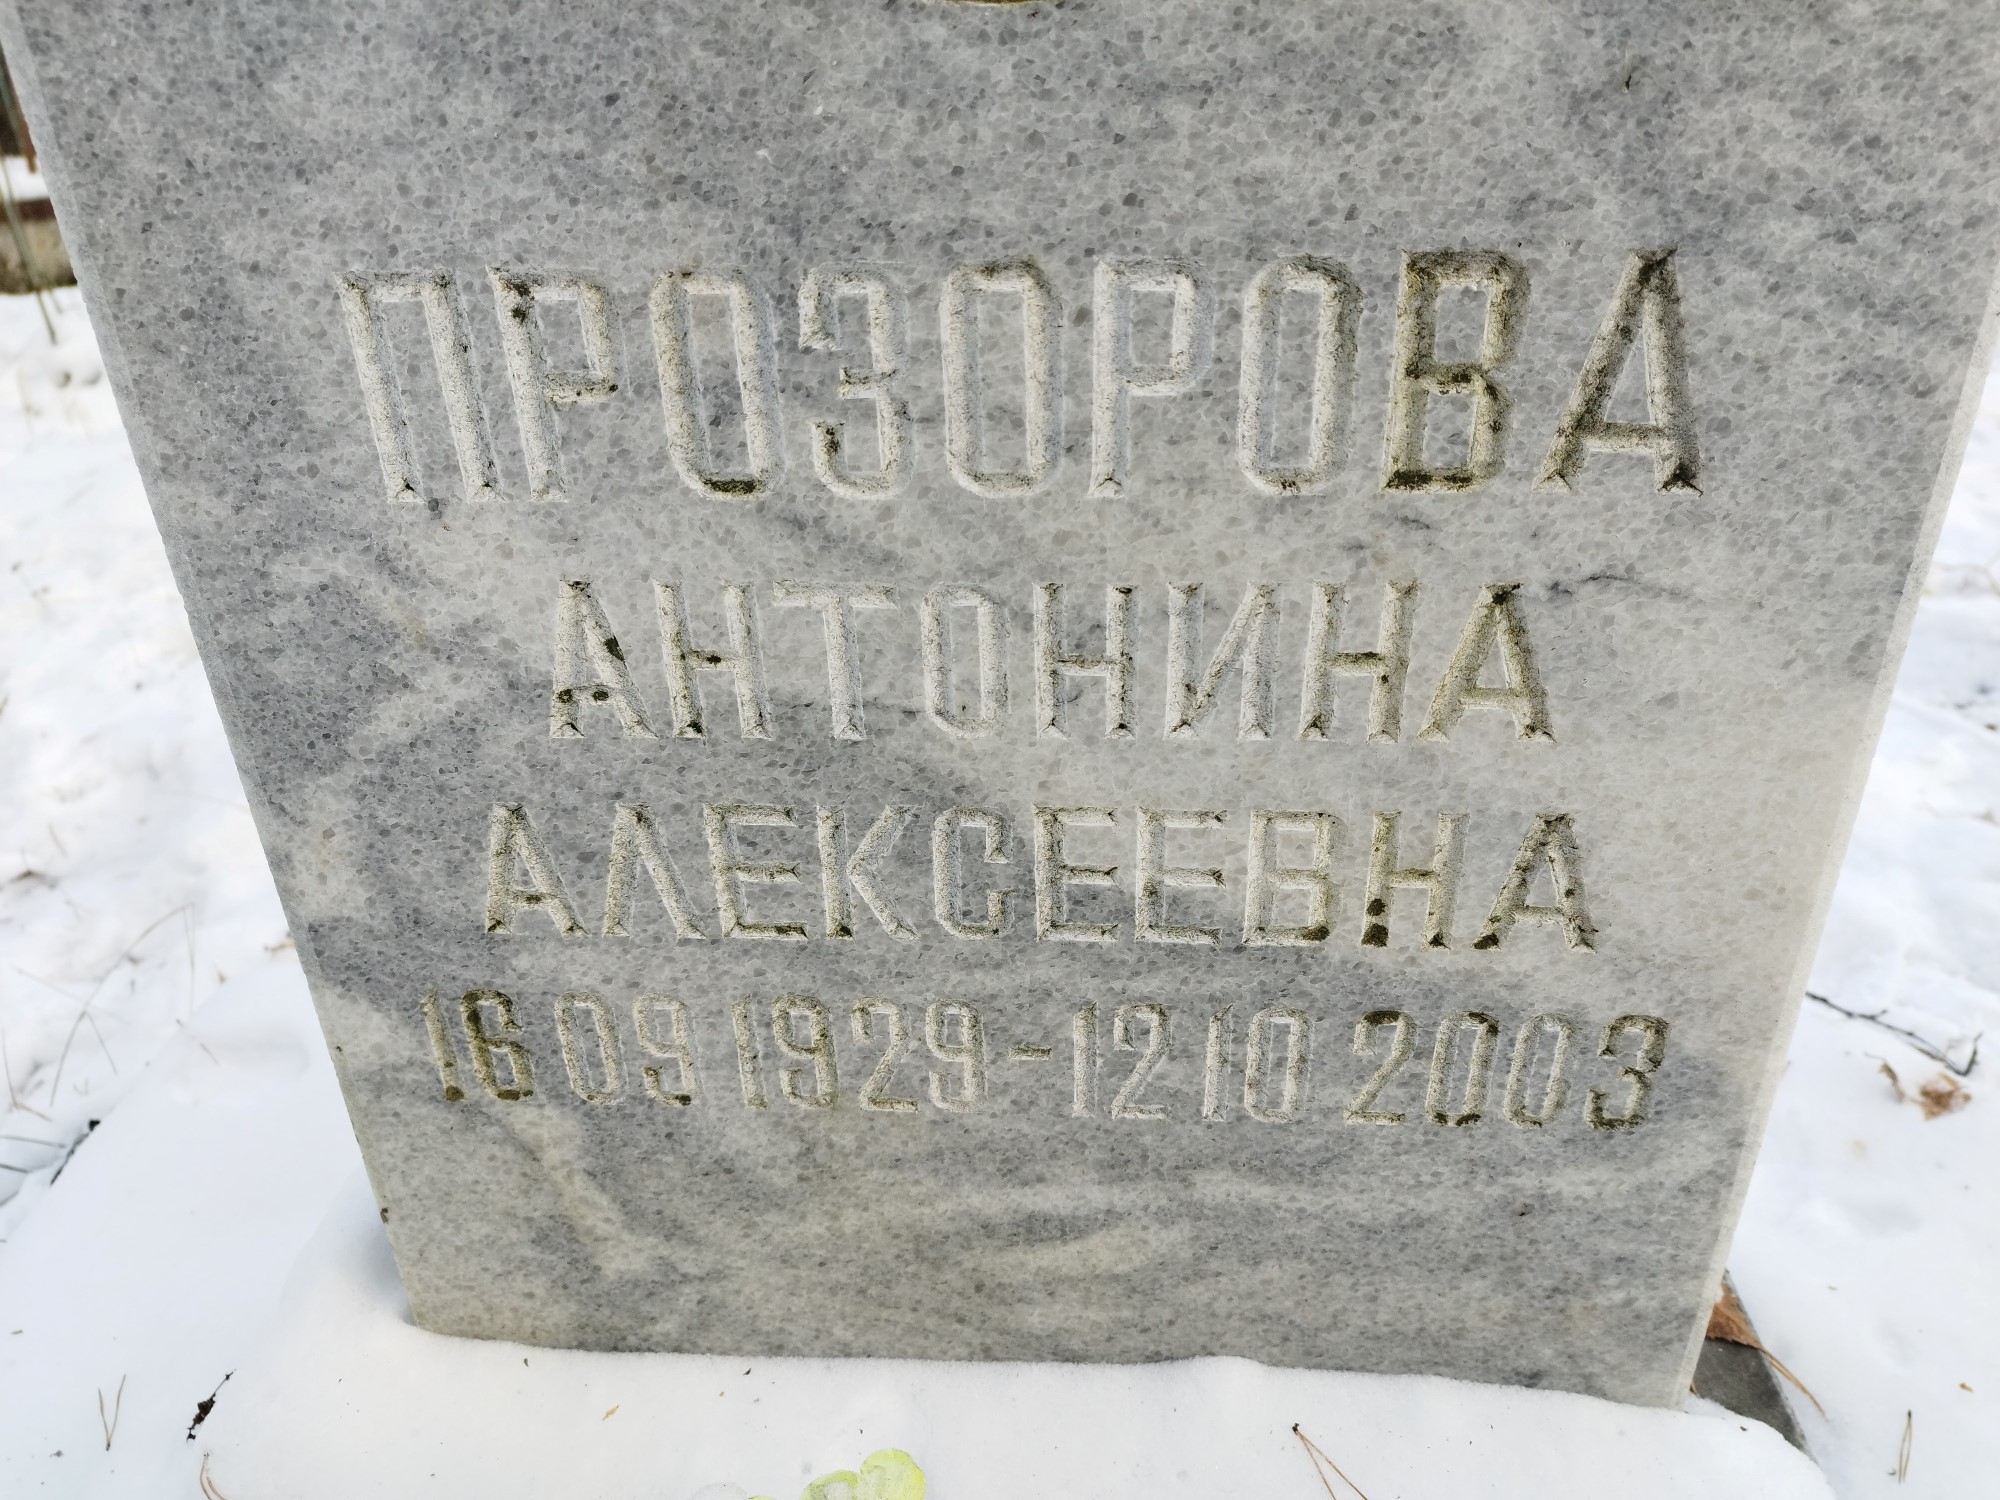 ПРОЗОРОВА
АНТОНИНА
АЛЕКСЕЕВНА
16 09 1929 - 12 10 2003